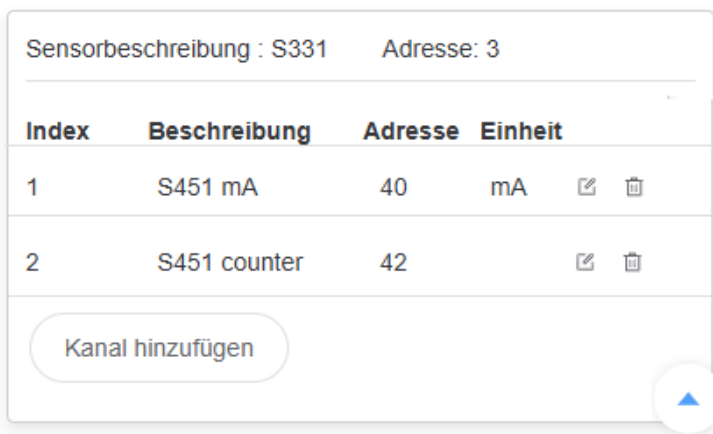 Sensorbeschreibung : S331 Adresse: 3
Index Beschreibung Adresse Einheit
1 S451 mA 40 mA
2 S451 counter 42
Kanal hinzufügen